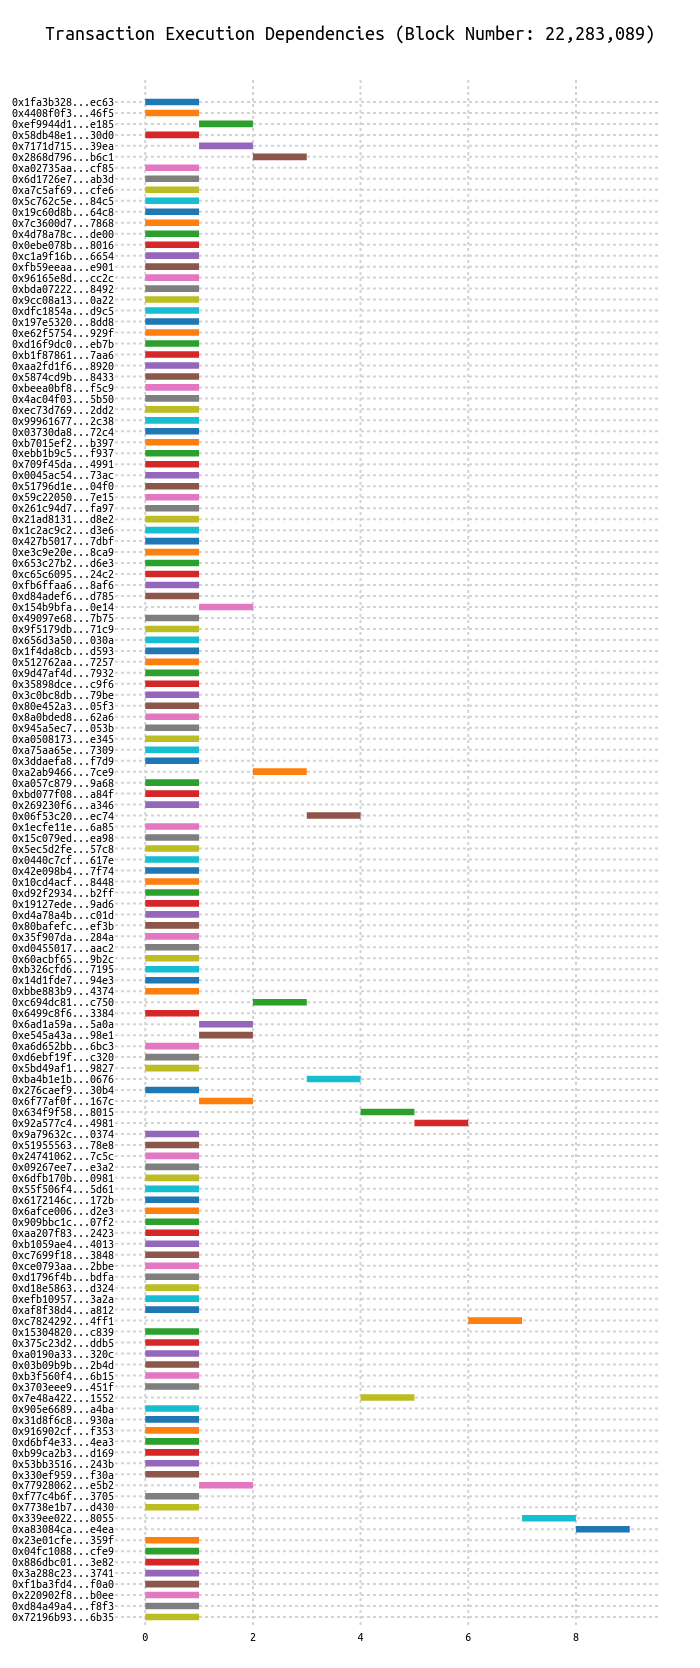 Transaction Execution Dependencies (Block Number: 22,283,089)
0x1fa3b328...ec63
0x4408f0f3...46f5
0xef9944d1...e185
0x58db48e1...30d0
0x7171d715...39ea
0x2868d796...b6c1
0xa02735aa...cf85
0x6d1726e7...ab3d
0xa7c5af69...cfe6
0x5c762c5e...84c5
0x19c60d8b...64c8
0x7c3600d7...7868
0x4d78a78c...de00
0x0ebe078b...8016
0xc1a9f16b...6654
0xfb59eeaa...e901
0x96165e8d...cc2c
0xbda07222...8492
0x9cc08a13...0a22
0xdfc1854a...d9c5
0x197e5320...8dd8
0xe62f5754...929f
0xd16f9dc0...eb7b
0xb1f87861...7aa6
0xaa2fd1f6...8920
0x5874cd9b...8433
0xbeea0bf8...f5c9
0x4ac04f03...5b50
0xec73d769...2dd2
0x99961677...2c38
0x03730da8...72c4
0xb7015ef2...b397
0xebb1b9c5...f937
0x709f45da...4991
0x0045ac54...73ac
0x51796d1e...04f0
0x59c22050...7e15
0x261c94d7...fa97
0x21ad8131...d8e2
0x1c2ac9c2...d3e6
0x427b5017...7dbf
0xe3c9e20e...8ca9
0x653c27b2...d6e3
0xc65c6095...24c2
0xfb6ffaa6...8af6
0xd84adef6...d785
0x154b9bfa...0e14
0x49097e68...7b75
0x9f5179db...71c9
0x656d3a50...030a
0x1f4da8cb...d593
0x512762aa...7257
0x9d47af4d...7932
0x35898dce...c9f6
0x3c0bc8db...79be
0x80e452a3...05f3
0x8a0bded8...62a6
0x945a5ec7...053b
0xa0508173...e345
0xa75aa65e...7309
0x3ddaefa8...f7d9
0xa2ab9466...7ce9
0xa057c879...9a68
0xbd077f08...a84f
0x269230f6...a346
0x06f53c20...ec74
0x1ecfe11e...6a85
0x15c079ed...ea98
0x5ec5d2fe...57c8
0x0440c7cf...617e
0x42e098b4...7f74
0x10cd4acf...8448
0xd92f2934...b2ff
0x19127ede...9ad6
0xd4a78a4b...c01d
0x80bafefc...ef3b
0x35f907da...284a
0xd0455017...aac2
0x60acbf65...9b2c
0xb326cfd6...7195
0x14d1fde7...94e3
0xbbe883b9...4374
0xc694dc81...c750
0x6499c8f6...3384
0x6ad1a59a...5a0a
0xe545a43a...98e1
0xa6d652bb...6bc3
0xd6ebf19f...c320
0x5bd49af1...9827
0xba4b1e1b...0676
0x276caef9...30b4
0x6f77af0f...167c
0x634f9f58...8015
0x92a577c4...4981
0x9a79632c...0374
0x51955563...78e8
0x24741062...7c5c
0x09267ee7...e3a2
0x6dfb170b...0981
0x55f506f4...5d61
0x6172146c...172b
0x6afce006...d2e3
0x909bbc1c...07f2
0xaa207f83...2423
0xb1059ae4...4013
0xc7699f18...3848
0xce0793aa...2bbe
0xd1796f4b...bdfa
0xd18e5863...d324
0xefb10957...3a2a
0xaf8f38d4...a812
0xc7824292...4ff1
0x15304820...c839
0x375c23d2...ddb5
0xa0190a33...320c
0x03b09b9b...2b4d
0xb3f560f4...6b15
0x3703eee9...451f
0x7e48a422...1552
0x905e6689...a4ba
0x31d8f6c8...930a
0x916902cf...f353
0xd6bf4e33...4ea3
0xb99ca2b3...d169
0x53bb3516...243b
0x330ef959...f30a
0x77928062...e5b2
0xf77c4b6f...3705
0x7738e1b7...d430
0x339ee022...8055
0xa83084ca...e4ea
0x23e01cfe...359f
0x04fc1088...cfe9
0x886dbc01...3e82
0x3a288c23...3741
0xf1ba3fd4...f0a0
0x220902f8...b0ee
0xd84a49a4...f8f3
0x72196b93...6b35
0 2 4 6 8